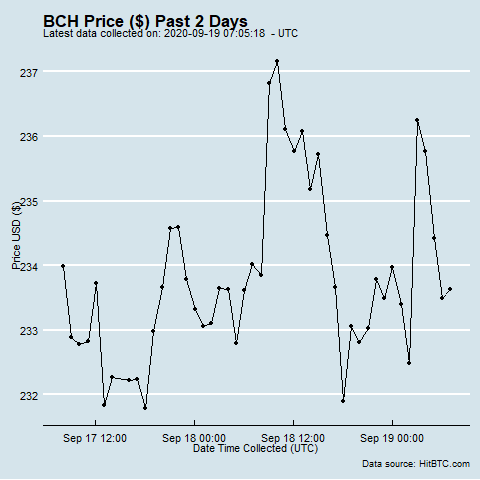 BCH Price ($) Past 2 Days
Latest data collected on: 2020-09-19 07:05:18  - UTC
237
236
235
234
233
232
Price USD ($)
Sep 17 12:00
Sep 18 00:00
Sep 18 12:00
Sep 19 00:00
Date Time Collected (UTC)
Data source: HitBTC.com